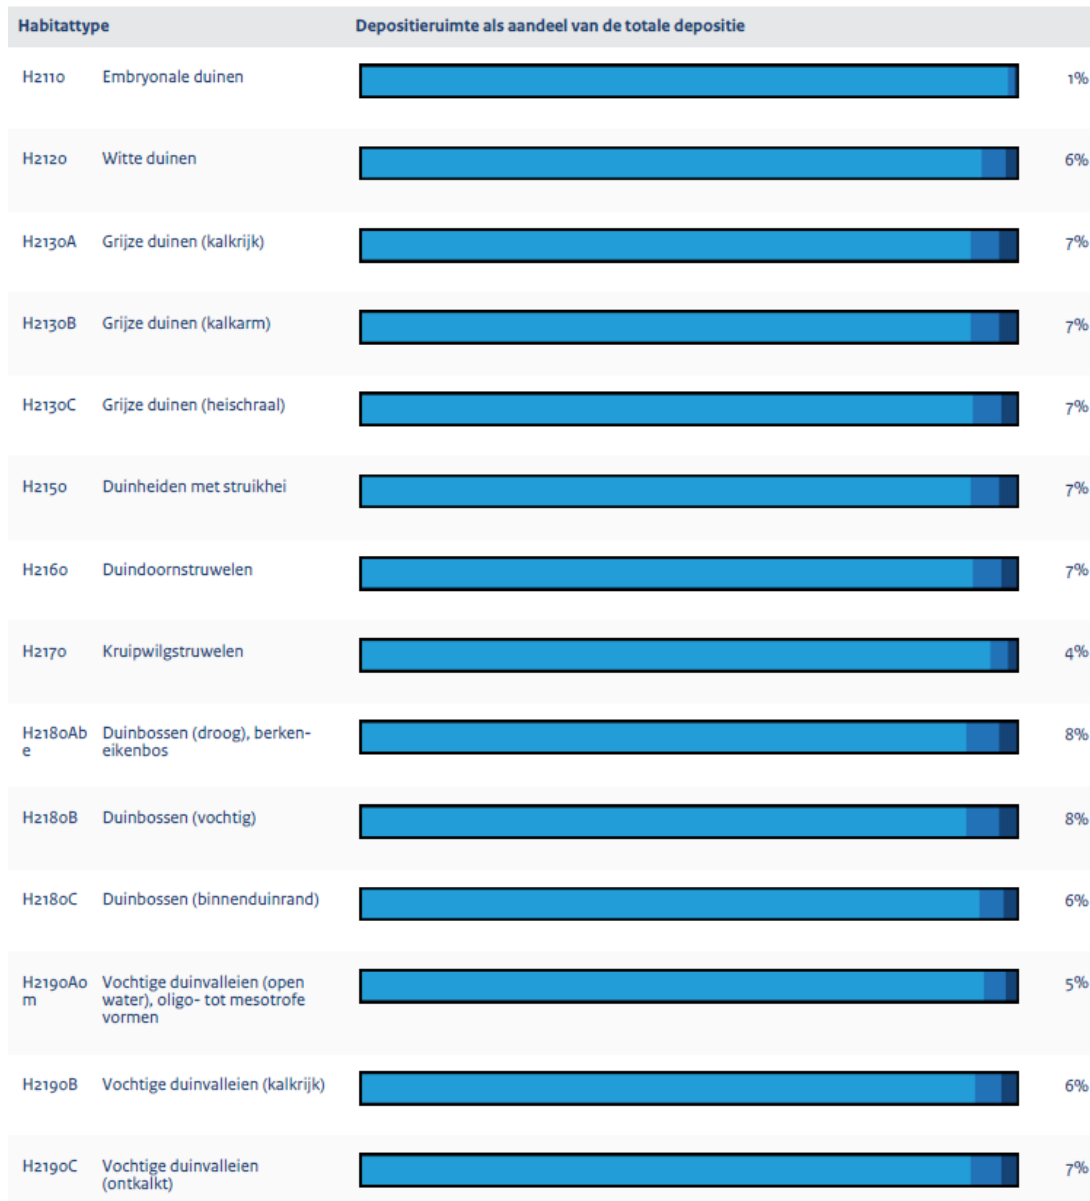 Habitattype Depositieruimte als aandeel van de totale depositie
H2110 Embryonale duinen 1%
H2120 Witte duinen 6%
H2130A Grijze duinen (kalkrijk) 7%
H2130B Grijze duinen (kalkarm) 7%
H2130C Grijze duinen (heischraal) 7%
H2150 Duinheiden met struikhei 7%
H2160 Duindoornstruwelen 7%
H2170 Kruipwilgstruwelen 4%
H2180Ab Duinbossen (droog), berken- 8%
e eikenbos
H2180B Duinbossen (vochtig) 8%
H2180C Duinbossen (binnenduinrand) 6%
H2190Ao Vochtige duinvalleien (open 5%
m water), oligo- tot mesotrofe
vormen
H2190B Vochtige duinvalleien (kalkrijk) 6%
H2190C Vochtige duinvalleien 7%
(ontkalkt)